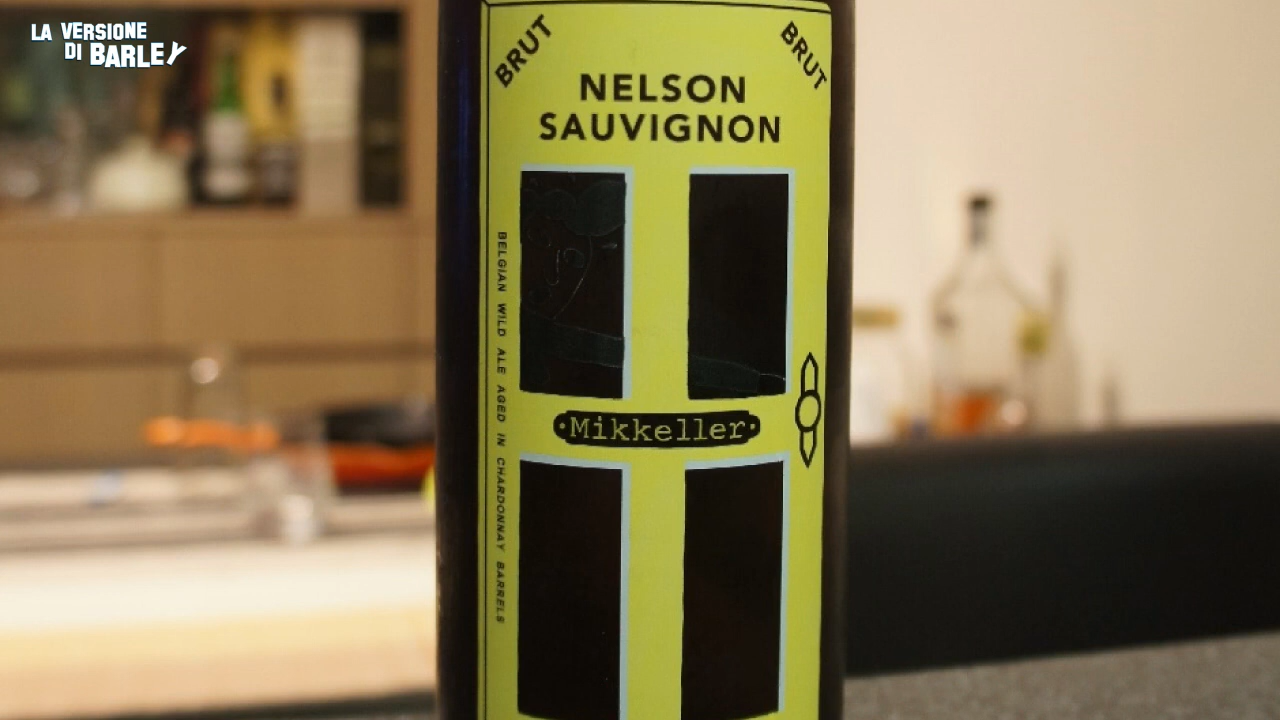 LA VERSIONE
DI BARLEY
BRUT
BRUT
NELSON
SAUVIGNON
BELGIAN WILD ALE AGED IN CHARDONNAY BARRELS
Mikkeller